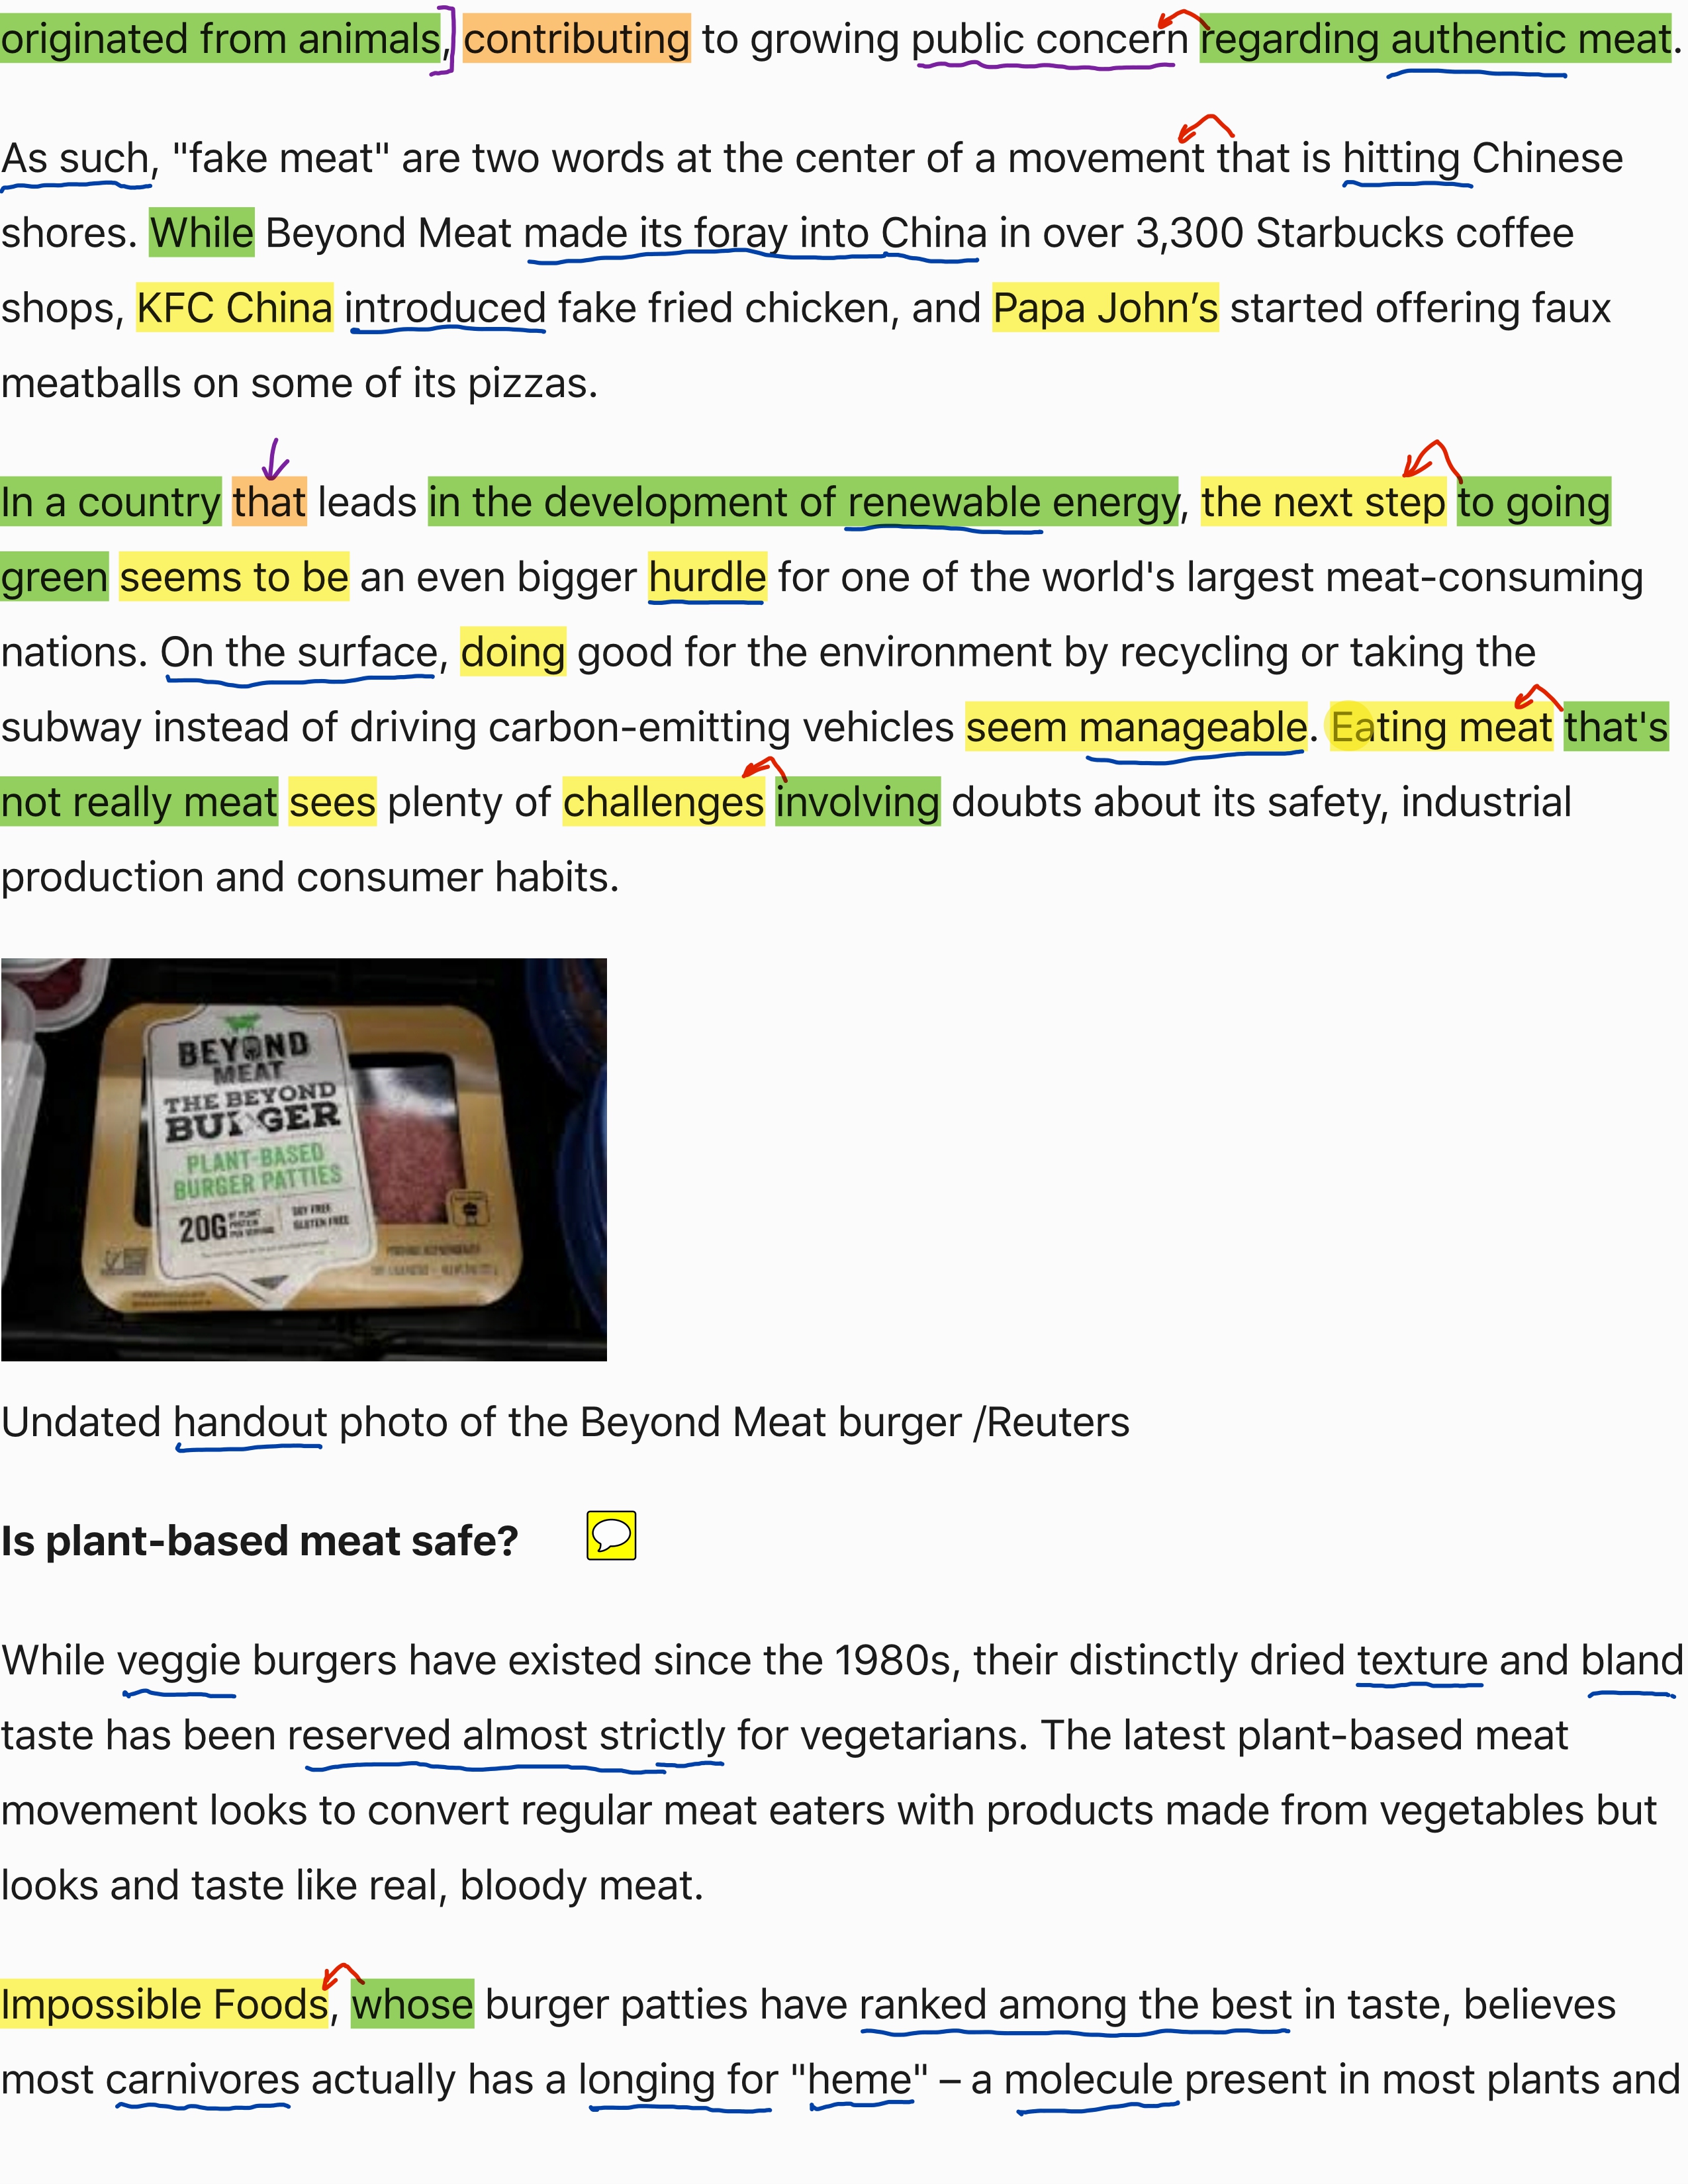 originated from animals, contributing to growing public concern regarding authentic meat.
As such, "fake meat" are two words at the center of a movement that is hitting Chinese
shores. While Beyond Meat made its foray into China in over 3,300 Starbucks coffee
shops, KFC China introduced fake fried chicken, and Papa John’s started offering faux
meatballs on some of its pizzas.
In a country that leads in the development of renewable energy, the next step to going
green seems to be an even bigger hurdle for one of the world's largest meat-consuming
nations. On the surface, doing good for the environment by recycling or taking the
subway instead of driving carbon-emitting vehicles seem manageable. Eating meat that's
not really meat sees plenty of challenges involving doubts about its safety, industrial
production and consumer habits.
BEYOND
MEAT
THE BEYOND
BURGER
PLANT-BASED
BURGER PATTIES
20G OF PLANT PROTEIN PER SERVING
SOY FREE
GLUTEN FREE
Undated handout photo of the Beyond Meat burger /Reuters
Is plant-based meat safe?
While veggie burgers have existed since the 1980s, their distinctly dried texture and bland
taste has been reserved almost strictly for vegetarians. The latest plant-based meat
movement looks to convert regular meat eaters with products made from vegetables but
looks and taste like real, bloody meat.
Impossible Foods, whose burger patties have ranked among the best in taste, believes
most carnivores actually has a longing for "heme" – a molecule present in most plants and